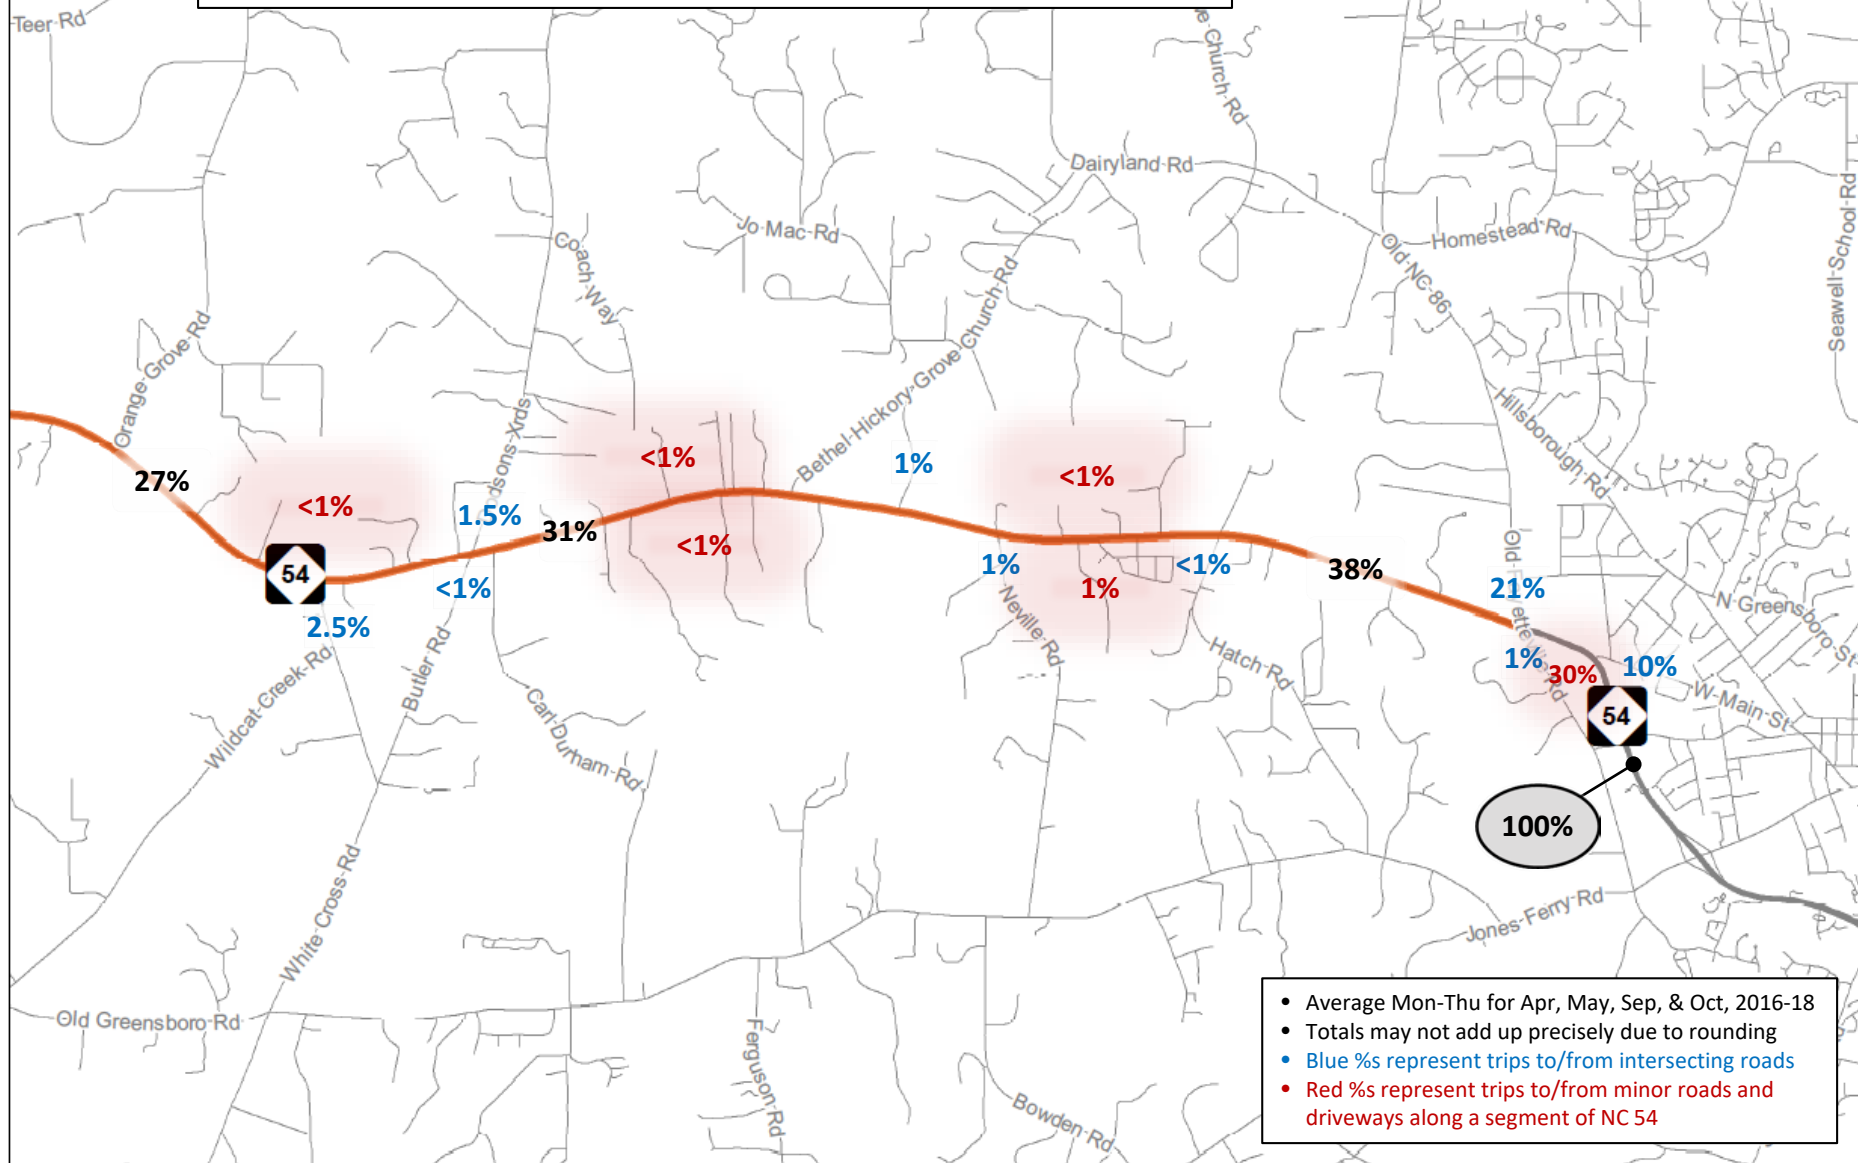 Teer Rd
e Church Rd
Dairyland Rd
Seawell School Rd
Jo Mac Rd
Homestead Rd
Coach Way
Old NC 86
Orange Grove Rd
Bethel-Hickory Grove Church Rd
Hillsborough Rd
27%
<1%
<1%
1%
<1%
dsons Xrds
1.5%
31%
<1%
54
<1%
1%
1%
<1%
38%
21%
2.5%
Neville Rd
N Greensboro St
Hatch Rd
1%
30%
10%
Wildcat Creek Rd
Butler Rd
W Main St
54
Carl Durham Rd
100%
White Cross Rd
Jones Ferry Rd
Old Greensboro Rd
Ferguson Rd
Bowden Rd
• Average Mon-Thu for Apr, May, Sep, & Oct, 2016-18
• Totals may not add up precisely due to rounding
• Blue %s represent trips to/from intersecting roads
• Red %s represent trips to/from minor roads and
driveways along a segment of NC 54